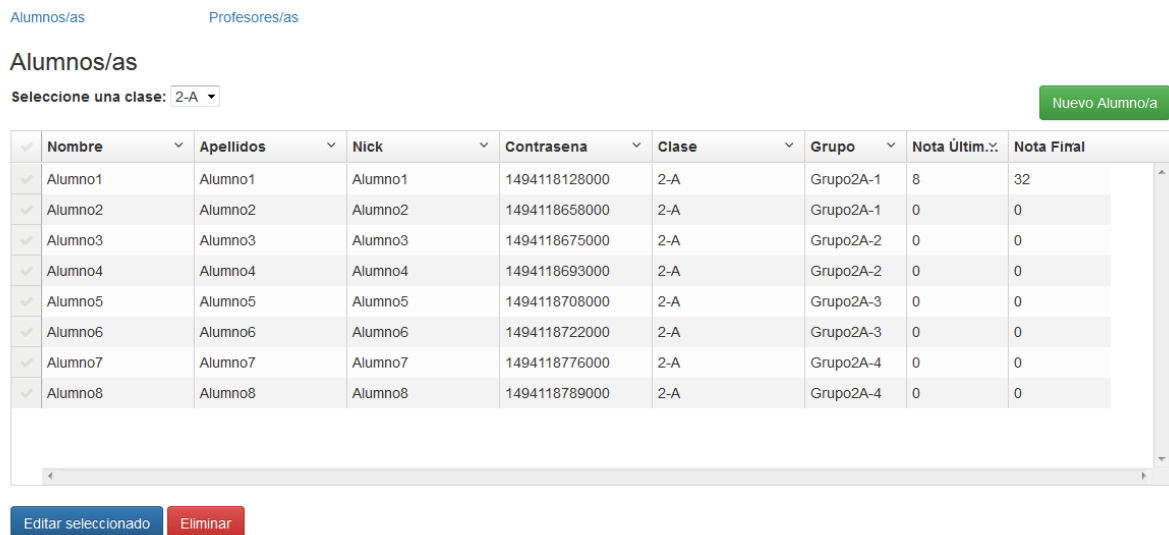 Alumnos/as Profesores/as
Alumnos/as
Seleccione una clase: 2-A
Nuevo Alumno/a
Nombre Apellidos Nick Contrasena Clase Grupo Nota Últim... Nota Final
Alumno1 Alumno1 Alumno1 1494118128000 2-A Grupo2A-1 8 32
Alumno2 Alumno2 Alumno2 1494118658000 2-A Grupo2A-1 0 0
Alumno3 Alumno3 Alumno3 1494118675000 2-A Grupo2A-2 0 0
Alumno4 Alumno4 Alumno4 1494118693000 2-A Grupo2A-2 0 0
Alumno5 Alumno5 Alumno5 1494118708000 2-A Grupo2A-3 0 0
Alumno6 Alumno6 Alumno6 1494118722000 2-A Grupo2A-3 0 0
Alumno7 Alumno7 Alumno7 1494118776000 2-A Grupo2A-4 0 0
Alumno8 Alumno8 Alumno8 1494118789000 2-A Grupo2A-4 0 0
Editar seleccionado Eliminar